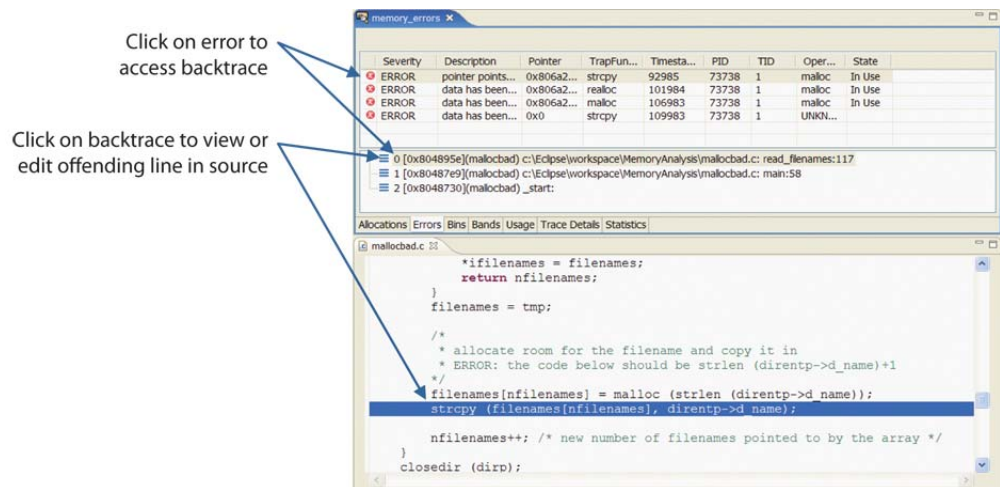 Click on error to
access backtrace
Click on backtrace to view or
edit offending line in source
memory_errors
Severity Description Pointer TrapFun... Timesta... PID TID Oper... State
ERROR pointer points... 0x806a2... strcpy 92985 73738 1 malloc In Use
ERROR data has been... 0x806a2... realloc 101984 73738 1 malloc In Use
ERROR data has been... 0x806a2... malloc 106983 73738 1 malloc In Use
ERROR data has been... 0x0 strcpy 109983 73738 1 UNKN...
0 [0x804895e](mallocbad) c:\Eclipse\workspace\MemoryAnalysis\mallocbad.c: read_filenames:117
1 [0x80487e9](mallocbad) c:\Eclipse\workspace\MemoryAnalysis\mallocbad.c: main:58
2 [0x8048730](mallocbad) _start:
Allocations Errors Bins Bands Usage Trace Details Statistics
mallocbad.c
*ifilenames = filenames;
return nfilenames;
}
filenames = tmp;
/*
* allocate room for the filename and copy it in
* ERROR: the code below should be strlen (direntp->d_name)+1
*/
filenames[nfilenames] = malloc (strlen (direntp->d_name));
strcpy (filenames[nfilenames], direntp->d_name);
nfilenames++; /* new number of filenames pointed to by the array */
}
closedir (dirp);